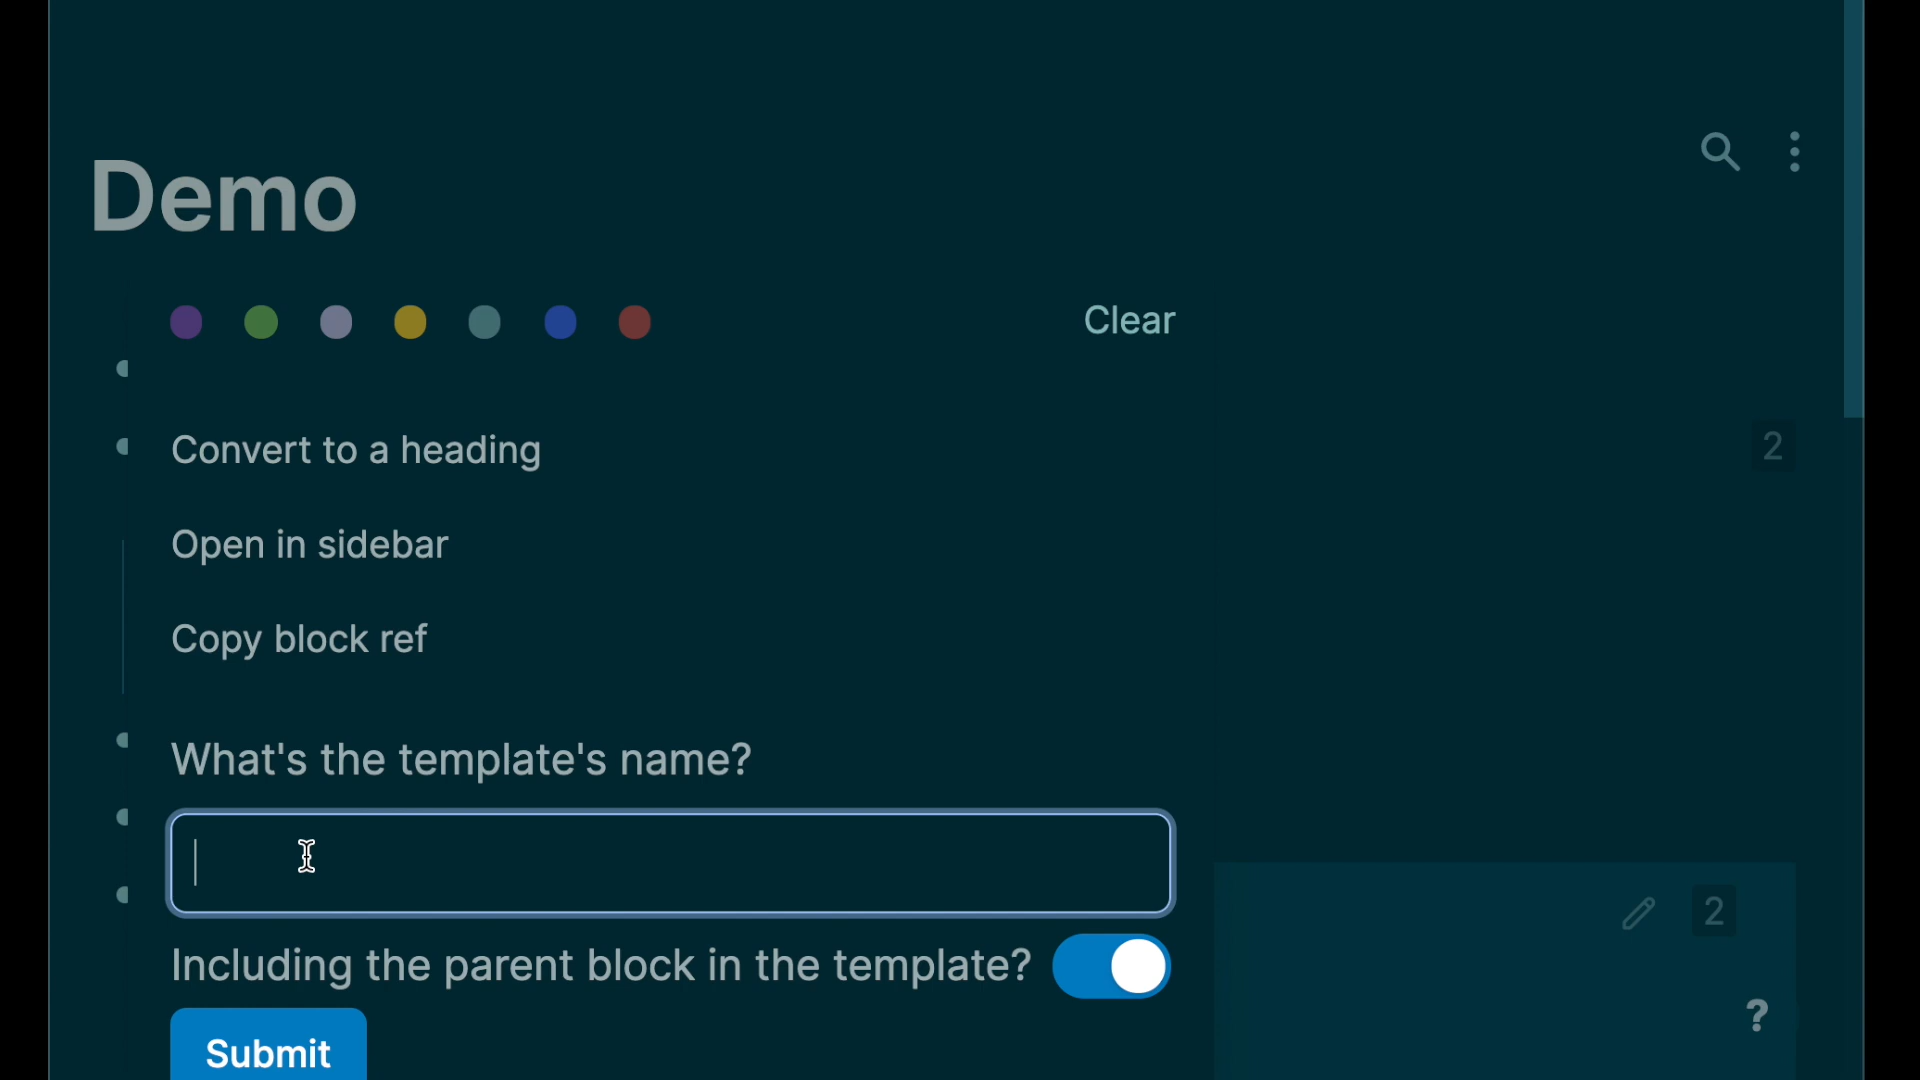 Demo
Clear
Convert to a heading
2
Open in sidebar
Copy block ref
What's the template's name?
2
Including the parent block in the template?
?
Submit